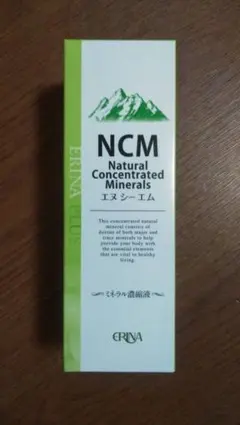 ERINA PLUS
NCM
Natural
Concentrated
Minerals
エヌ シー エム
This concentrated natural
mineral consists of
dozens of both major and
trace minerals to help
provide your body with
the essential elements
that are vital to healthy
living.
ミネラル濃縮液
ERINA